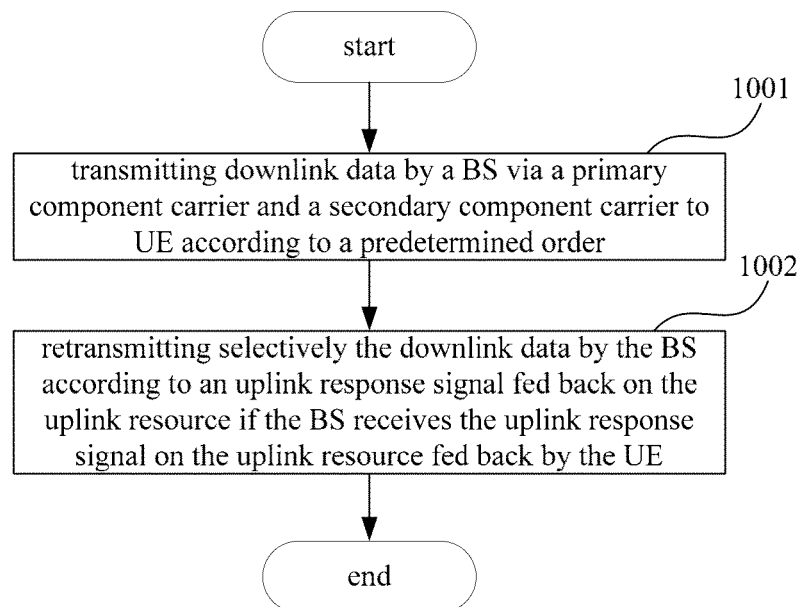 start
1001
transmitting downlink data by a BS via a primary
component carrier and a secondary component carrier to
UE according to a predetermined order
1002
retransmitting selectively the downlink data by the BS
according to an uplink response signal fed back on the
uplink resource if the BS receives the uplink response
signal on the uplink resource fed back by the UE
end